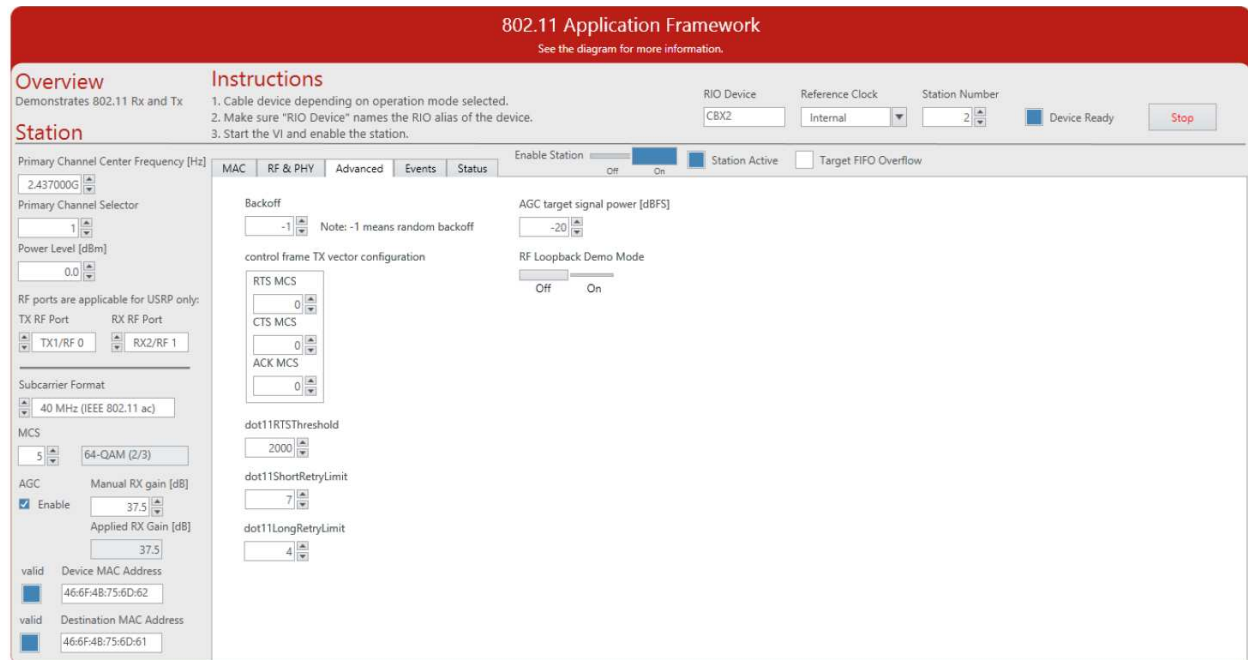 802.11 Application Framework
See the diagram for more information.
Overview
Demonstrates 802.11 Rx and Tx
Station
Instructions
1. Cable device depending on operation mode selected.
2. Make sure "RIO Device" names the RIO alias of the device.
3. Start the VI and enable the station.
RIO Device
CBX2
Reference Clock
Internal
Station Number
2
Device Ready
Stop
Primary Channel Center Frequency [Hz]
2.437000G
Primary Channel Selector
1
Power Level [dBm]
0.0
RF ports are applicable for USRP only:
TX RF Port RX RF Port
TX1/RF 0 RX2/RF 1
Subcarrier Format
40 MHz (IEEE 802.11 ac)
MCS
5 64-QAM (2/3)
AGC Manual RX gain [dB]
Enable 37.5
Applied RX Gain [dB]
37.5
valid Device MAC Address
46:6F:4B:75:6D:62
valid Destination MAC Address
46:6F:4B:75:6D:61
MAC RF & PHY Advanced Events Status
Enable Station
Off On
Station Active
Target FIFO Overflow
Backoff
-1 Note: -1 means random backoff
control frame TX vector configuration
RTS MCS
0
CTS MCS
0
ACK MCS
0
dot11RTSThreshold
2000
dot11ShortRetryLimit
7
dot11LongRetryLimit
4
AGC target signal power [dBFS]
-20
RF Loopback Demo Mode
Off On